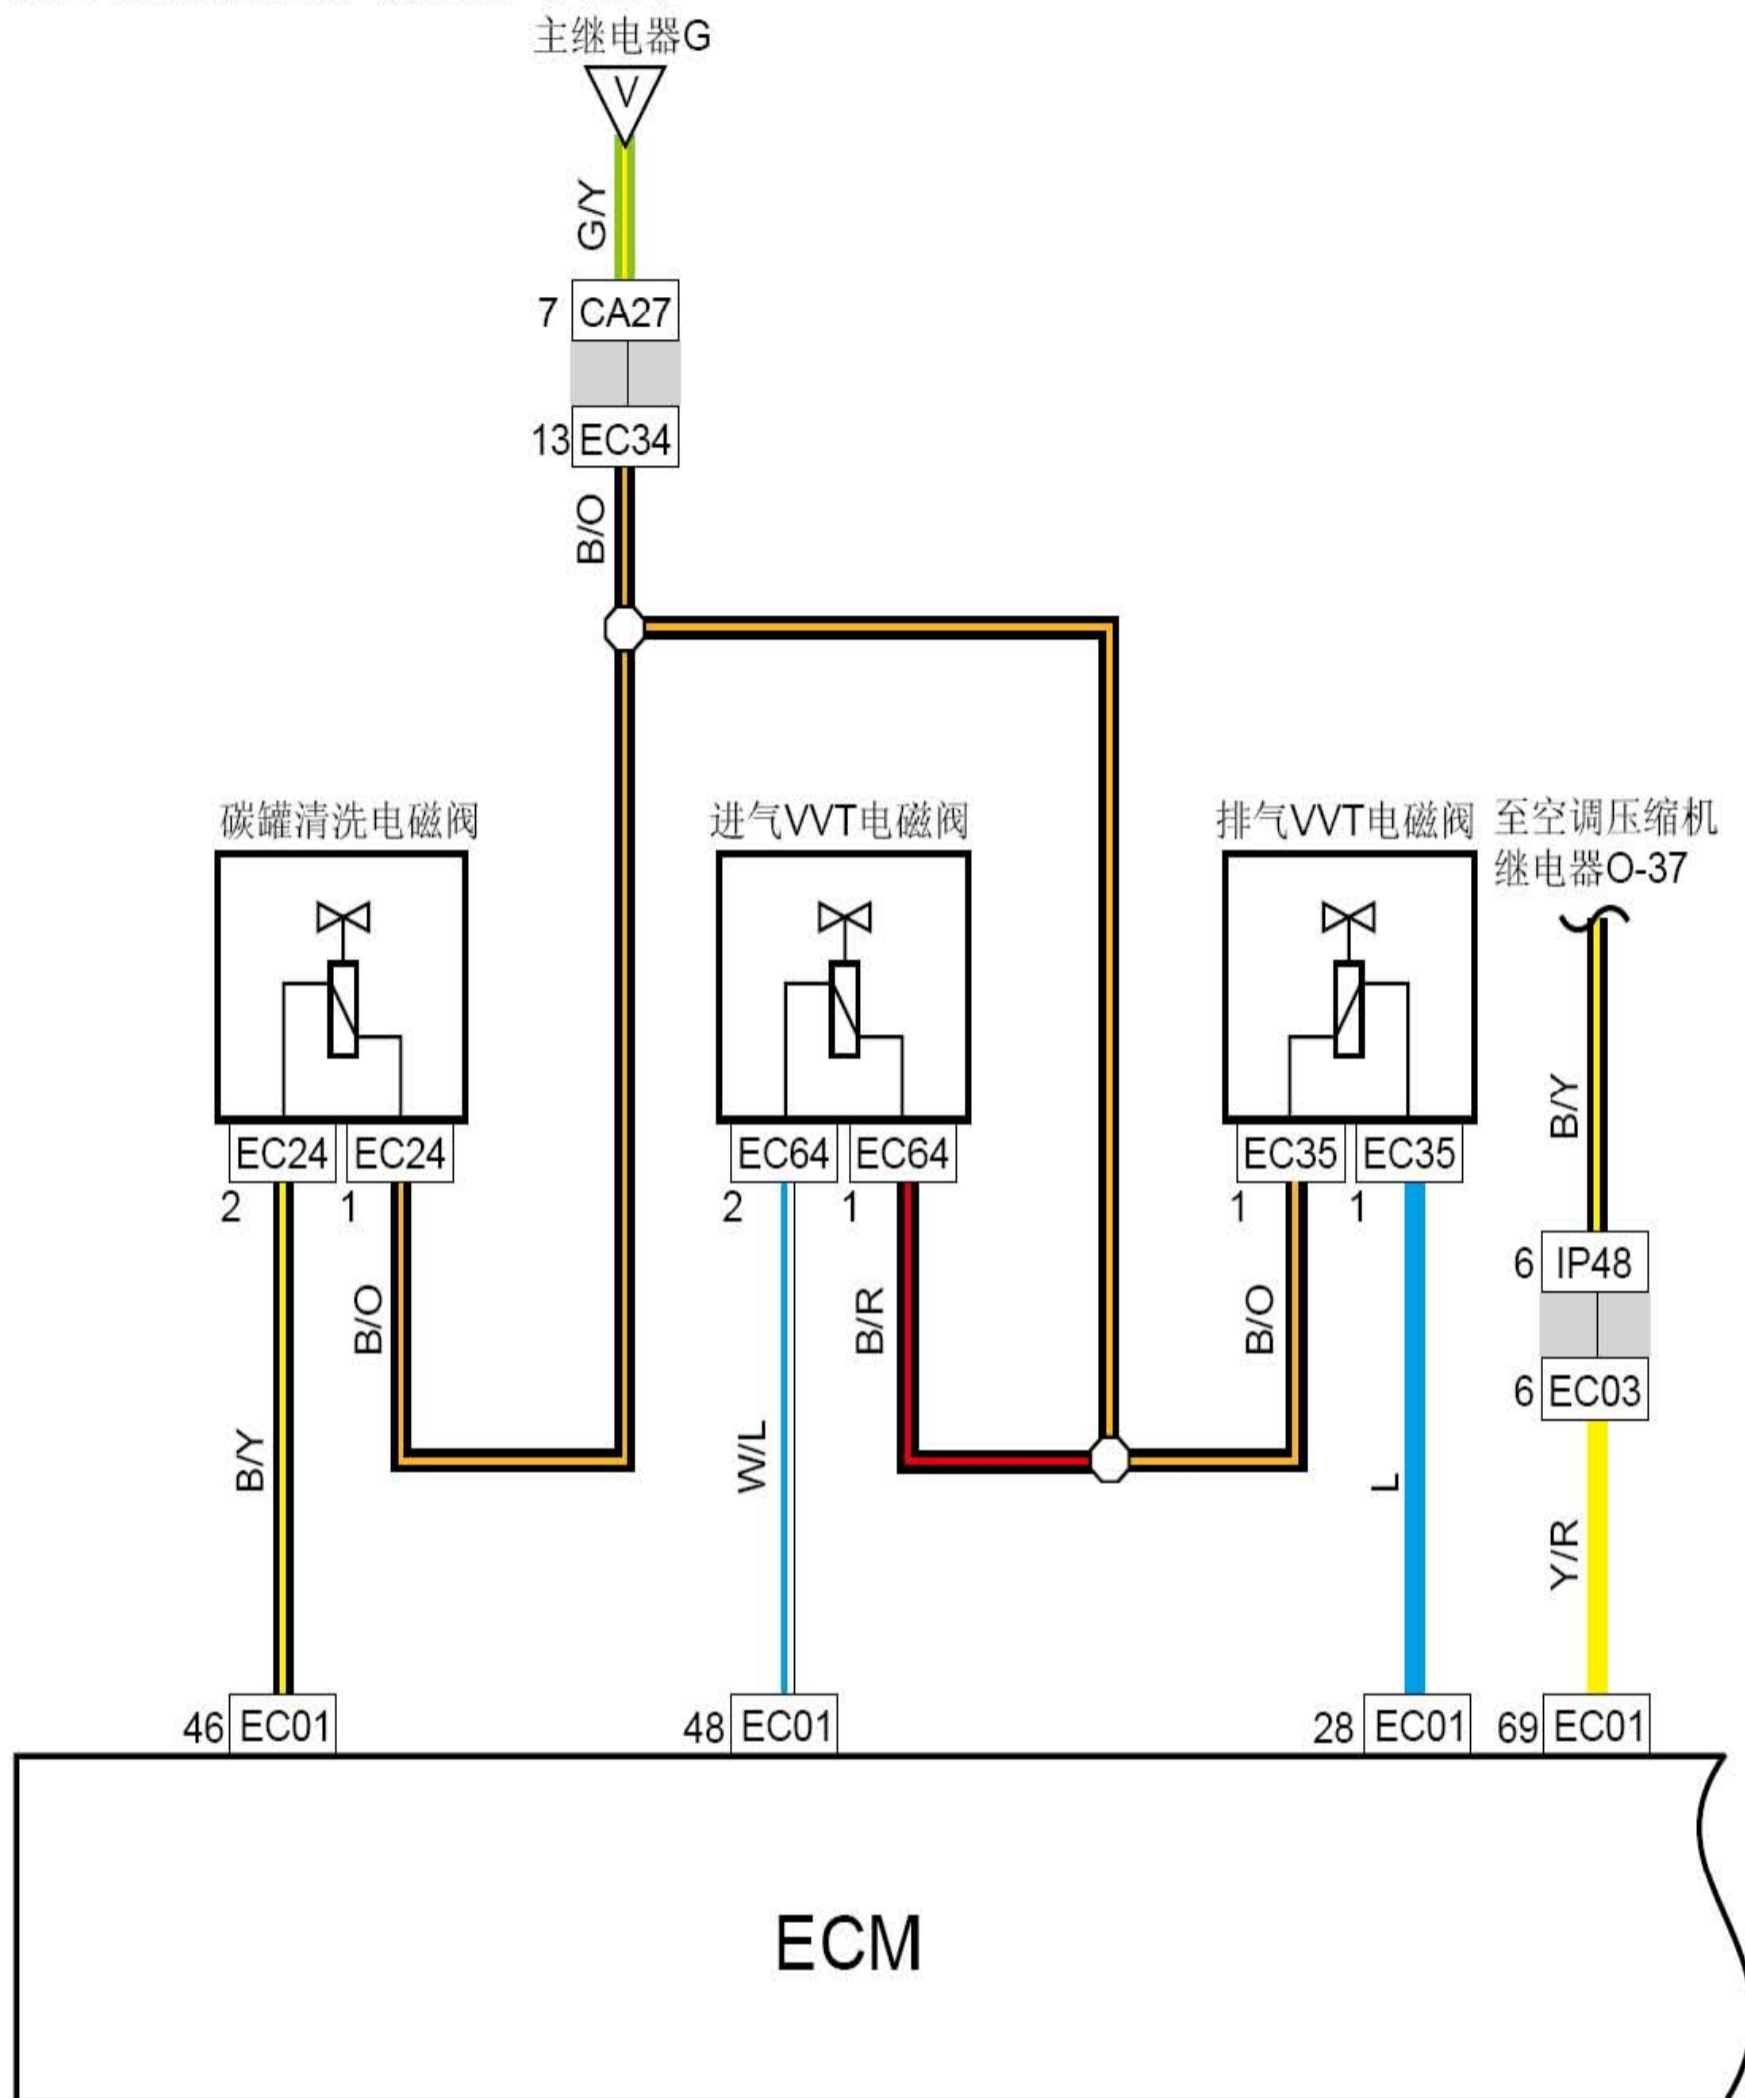 主继电器G
V
G/Y
7 CA27
13 EC34
B/O
碳罐清洗电磁阀
进气VVT电磁阀
排气VVT电磁阀
至空调压缩机
继电器O-37
EC24 EC24
2 1
EC64 EC64
2 1
EC35 EC35
1 1
B/Y
6 IP48
6 EC03
B/O
B/R
B/O
B/Y
W/L
L
Y/R
46 EC01
48 EC01
28 EC01
69 EC01
ECM